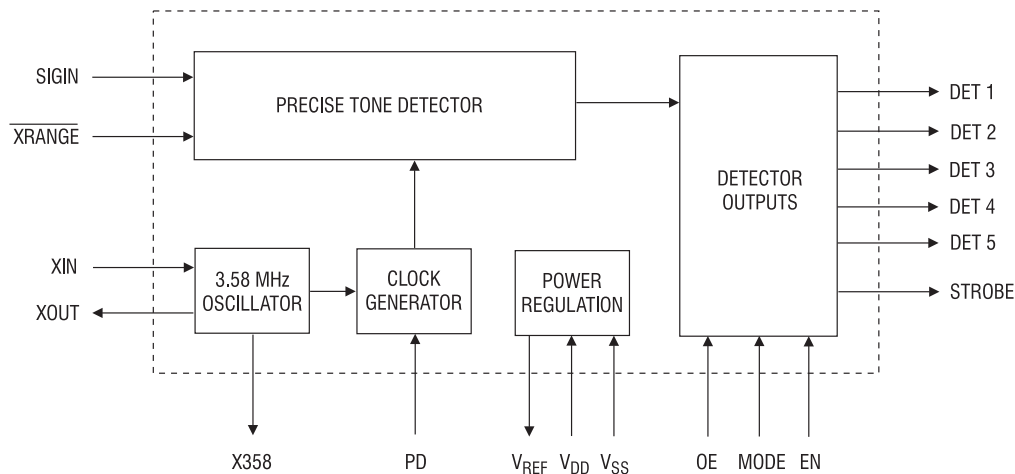 SIGIN
XRANGE
PRECISE TONE DETECTOR
DETECTOR
OUTPUTS
DET 1
DET 2
DET 3
DET 4
DET 5
STROBE
XIN
XOUT
3.58 MHz
OSCILLATOR
CLOCK
GENERATOR
POWER
REGULATION
X358
PD
VREF
VDD
VSS
OE
MODE
EN